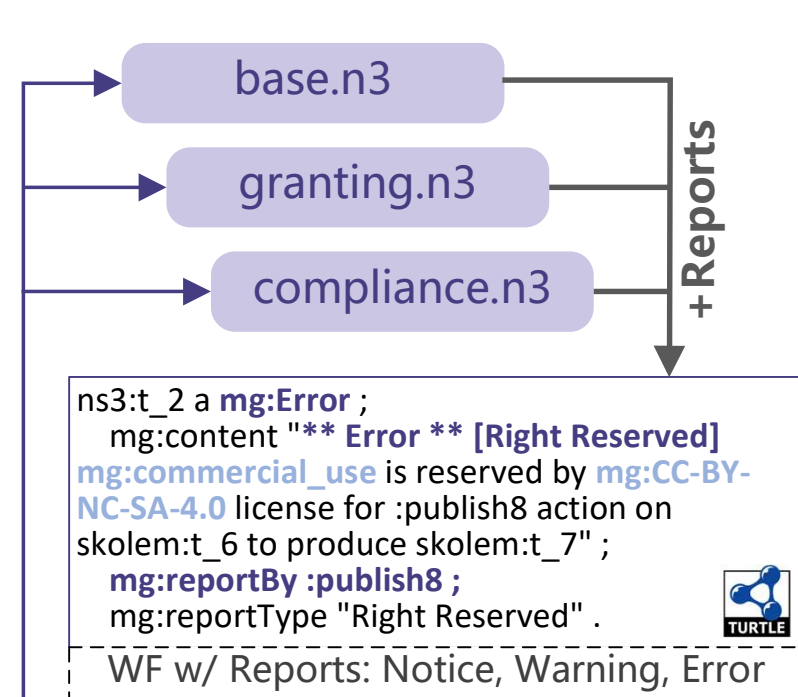 base.n3
granting.n3
compliance.n3
+Reports
ns3:t_2 a mg:Error ;
mg:content "** Error ** [Right Reserved]
mg:commercial_use is reserved by mg:CC-BY-
NC-SA-4.0 license for :publish8 action on
skolem:t_6 to produce skolem:t_7" ;
mg:reportBy :publish8 ;
mg:reportType "Right Reserved" .
TURTLE
WF w/ Reports: Notice, Warning, Error